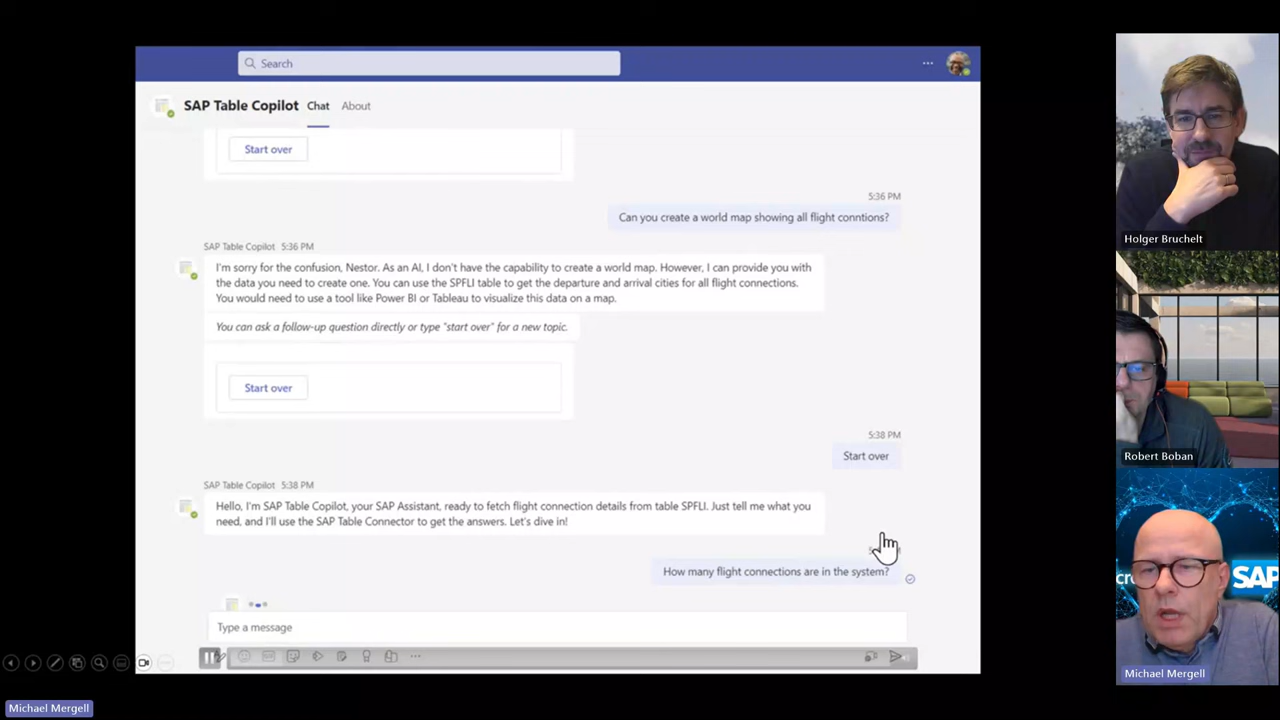 Search
SAP Table Copilot Chat About
Start over
5:36 PM
Can you create a world map showing all flight conntions?
SAP Table Copilot 5:36 PM
I'm sorry for the confusion, Nestor. As an AI, I don't have the capability to create a world map. However, I can provide you with
the data you need to create one. You can use the SPFLI table to get the departure and arrival cities for all flight connections.
You would need to use a tool like Power BI or Tableau to visualize this data on a map.
You can ask a follow-up question directly or type "start over" for a new topic.
Start over
5:38 PM
Start over
SAP Table Copilot 5:38 PM
Hello, I'm SAP Table Copilot, your SAP Assistant, ready to fetch flight connection details from table SPFLI. Just tell me what you
need, and I'll use the SAP Table Connector to get the answers. Let's dive in!
How many flight connections are in the system?
Type a message
Holger Bruchelt
Robert Boban
SAP
Michael Mergell
Michael Mergell